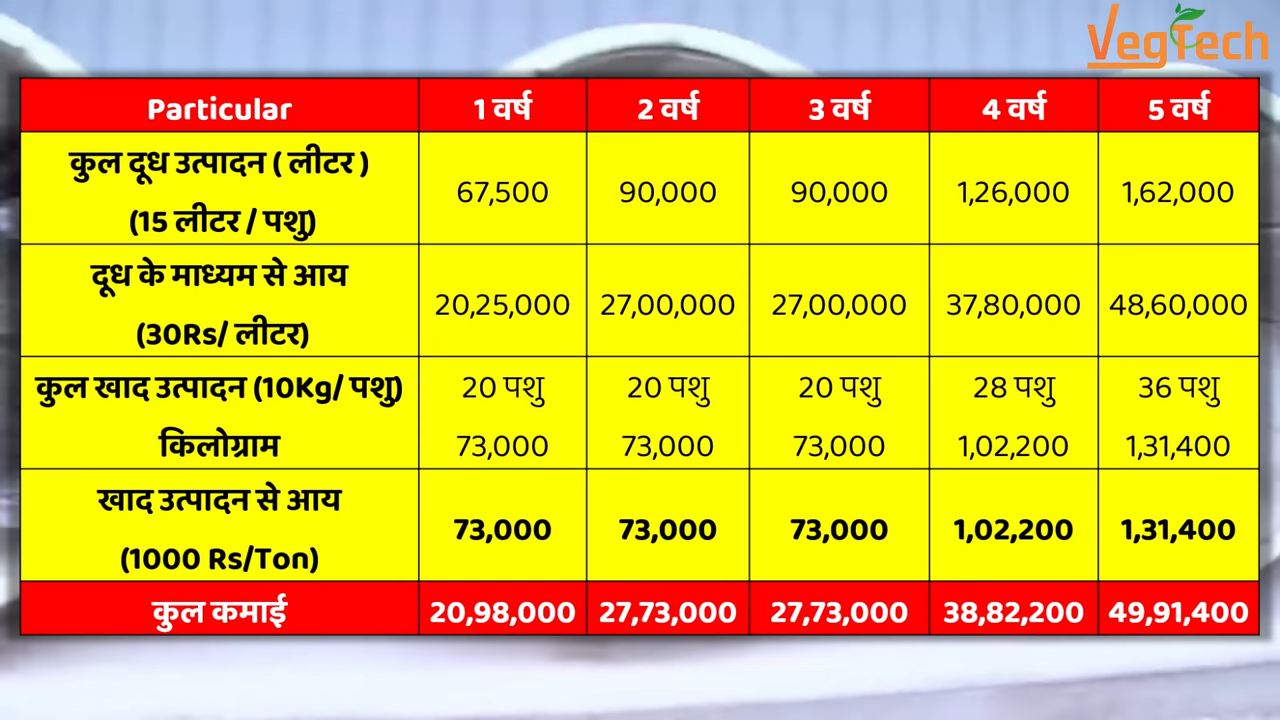 VegTech
Particular 1 वर्ष 2 वर्ष 3 वर्ष 4 वर्ष 5 वर्ष
कुल दूध उत्पादन ( लीटर )
(15 लीटर / पशु) 67,500 90,000 90,000 1,26,000 1,62,000
दूध के माध्यम से आय
(30Rs/ लीटर) 20,25,000 27,00,000 27,00,000 37,80,000 48,60,000
कुल खाद उत्पादन (10Kg/ पशु) 20 पशु 20 पशु 20 पशु 28 पशु 36 पशु
किलोग्राम 73,000 73,000 73,000 1,02,200 1,31,400
खाद उत्पादन से आय
(1000 Rs/Ton) 73,000 73,000 73,000 1,02,200 1,31,400
कुल कमाई 20,98,000 27,73,000 27,73,000 38,82,200 49,91,400